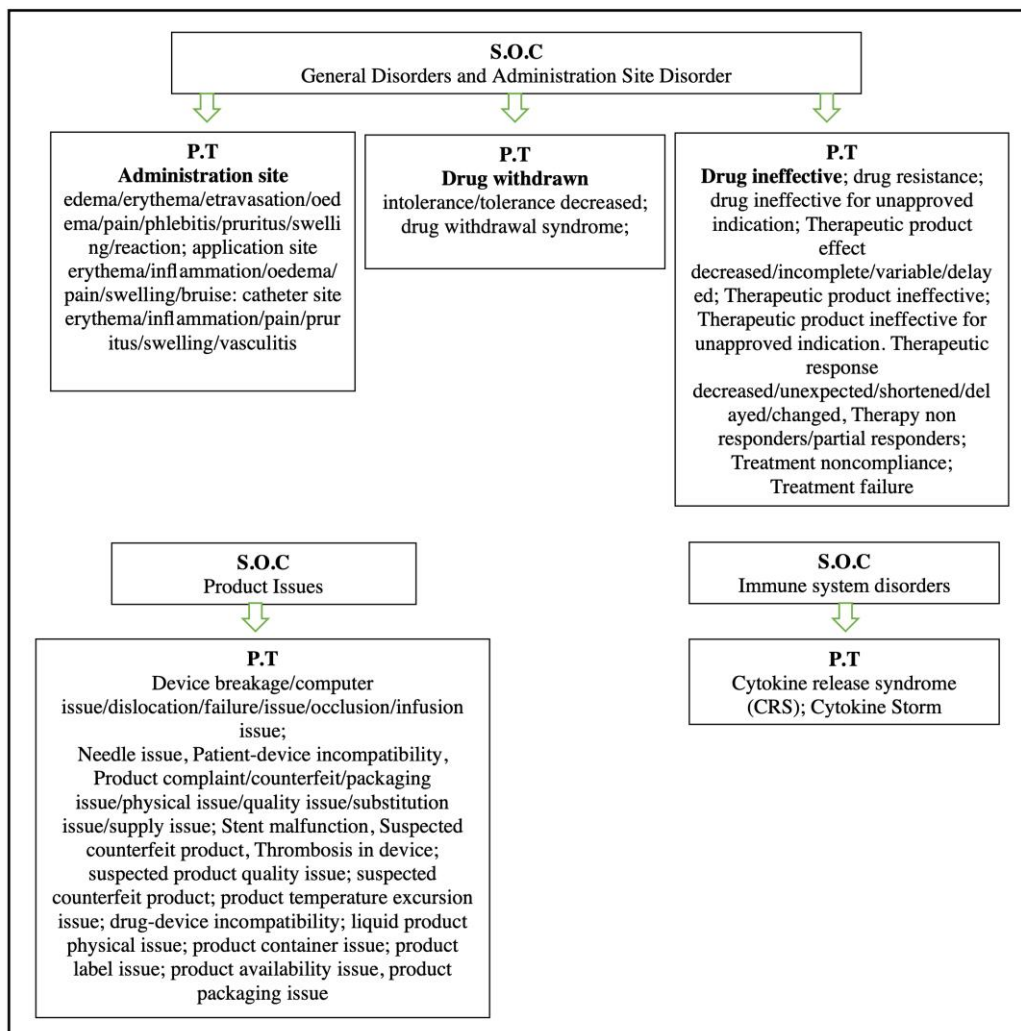 S.O.C
General Disorders and Administration Site Disorder
P.T
Administration site
edema/erythema/etravasation/oed
ema/pain/phlebitis/pruritus/swelli
ng/reaction; application site
erythema/inflammation/oedema/
pain/swelling/bruise: catheter site
erythema/inflammation/pain/prur
itus/swelling/vasculitis
P.T
Drug withdrawn
intolerance/tolerance decreased;
drug withdrawal syndrome;
P.T
Drug ineffective; drug resistance;
drug ineffective for unapproved
indication; Therapeutic product
effect
decreased/incomplete/variable/delay
ed; Therapeutic product ineffective;
Therapeutic product ineffective for
unapproved indication. Therapeutic
response
decreased/unexpected/shortened/del
ayed/changed, Therapy non
responders/partial responders;
Treatment noncompliance;
Treatment failure
S.O.C
Product Issues
P.T
Device breakage/computer
issue/dislocation/failure/issue/occlusion/infusion
issue;
Needle issue, Patient-device incompatibility,
Product complaint/counterfeit/packaging
issue/physical issue/quality issue/substitution
issue/supply issue; Stent malfunction, Suspected
counterfeit product, Thrombosis in device;
suspected product quality issue; suspected
counterfeit product; product temperature excursion
issue; drug-device incompatibility; liquid product
physical issue; product container issue; product
label issue; product availability issue, product
packaging issue
S.O.C
Immune system disorders
P.T
Cytokine release syndrome
(CRS); Cytokine Storm